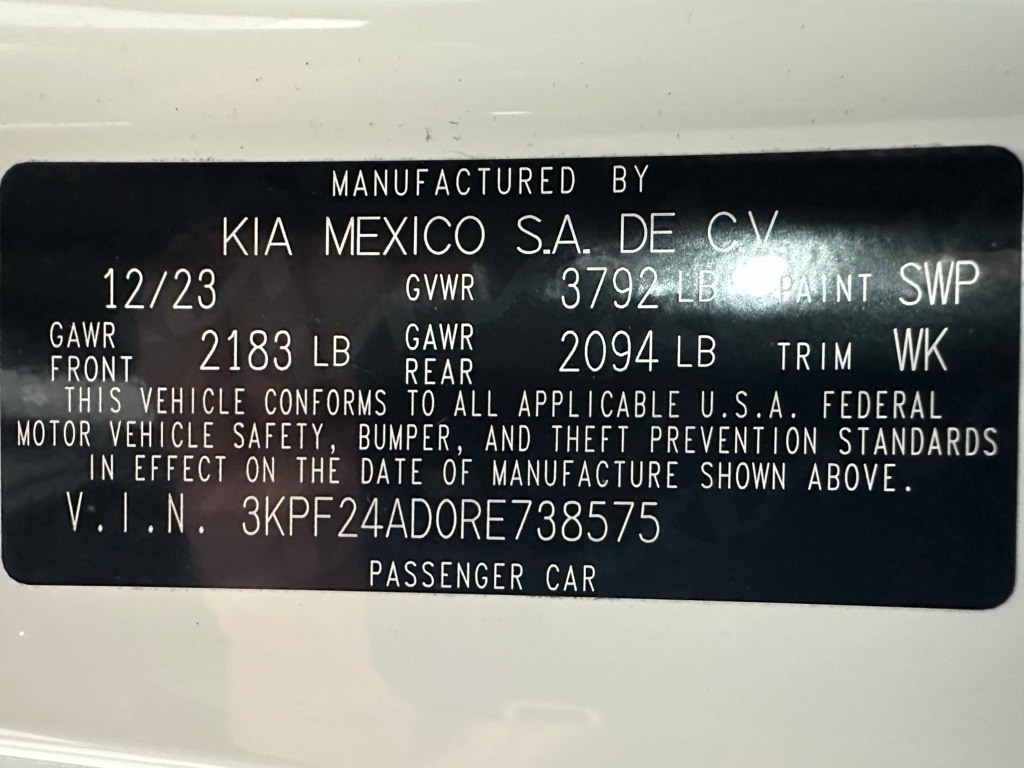 MANUFACTURED BY
KIA MEXICO S.A. DE C.V.
12/23 GVWR 3792 LB PAINT SWP
GAWR FRONT 2183 LB GAWR REAR 2094 LB TRIM WK
THIS VEHICLE CONFORMS TO ALL APPLICABLE U.S.A. FEDERAL
MOTOR VEHICLE SAFETY, BUMPER, AND THEFT PREVENTION STANDARDS
IN EFFECT ON THE DATE OF MANUFACTURE SHOWN ABOVE.
V.I.N. 3KPF24AD0RE738575
PASSENGER CAR